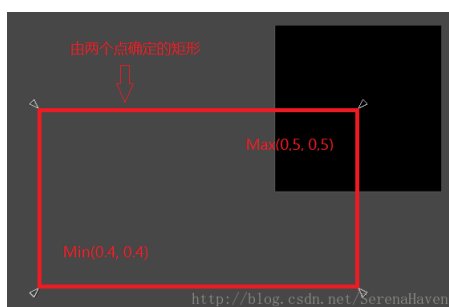 由两个点确定的矩形
Max(0,5, 0,5)
Min(0.4, 0.4)
http://blog.csdn.net/SerenaHaven